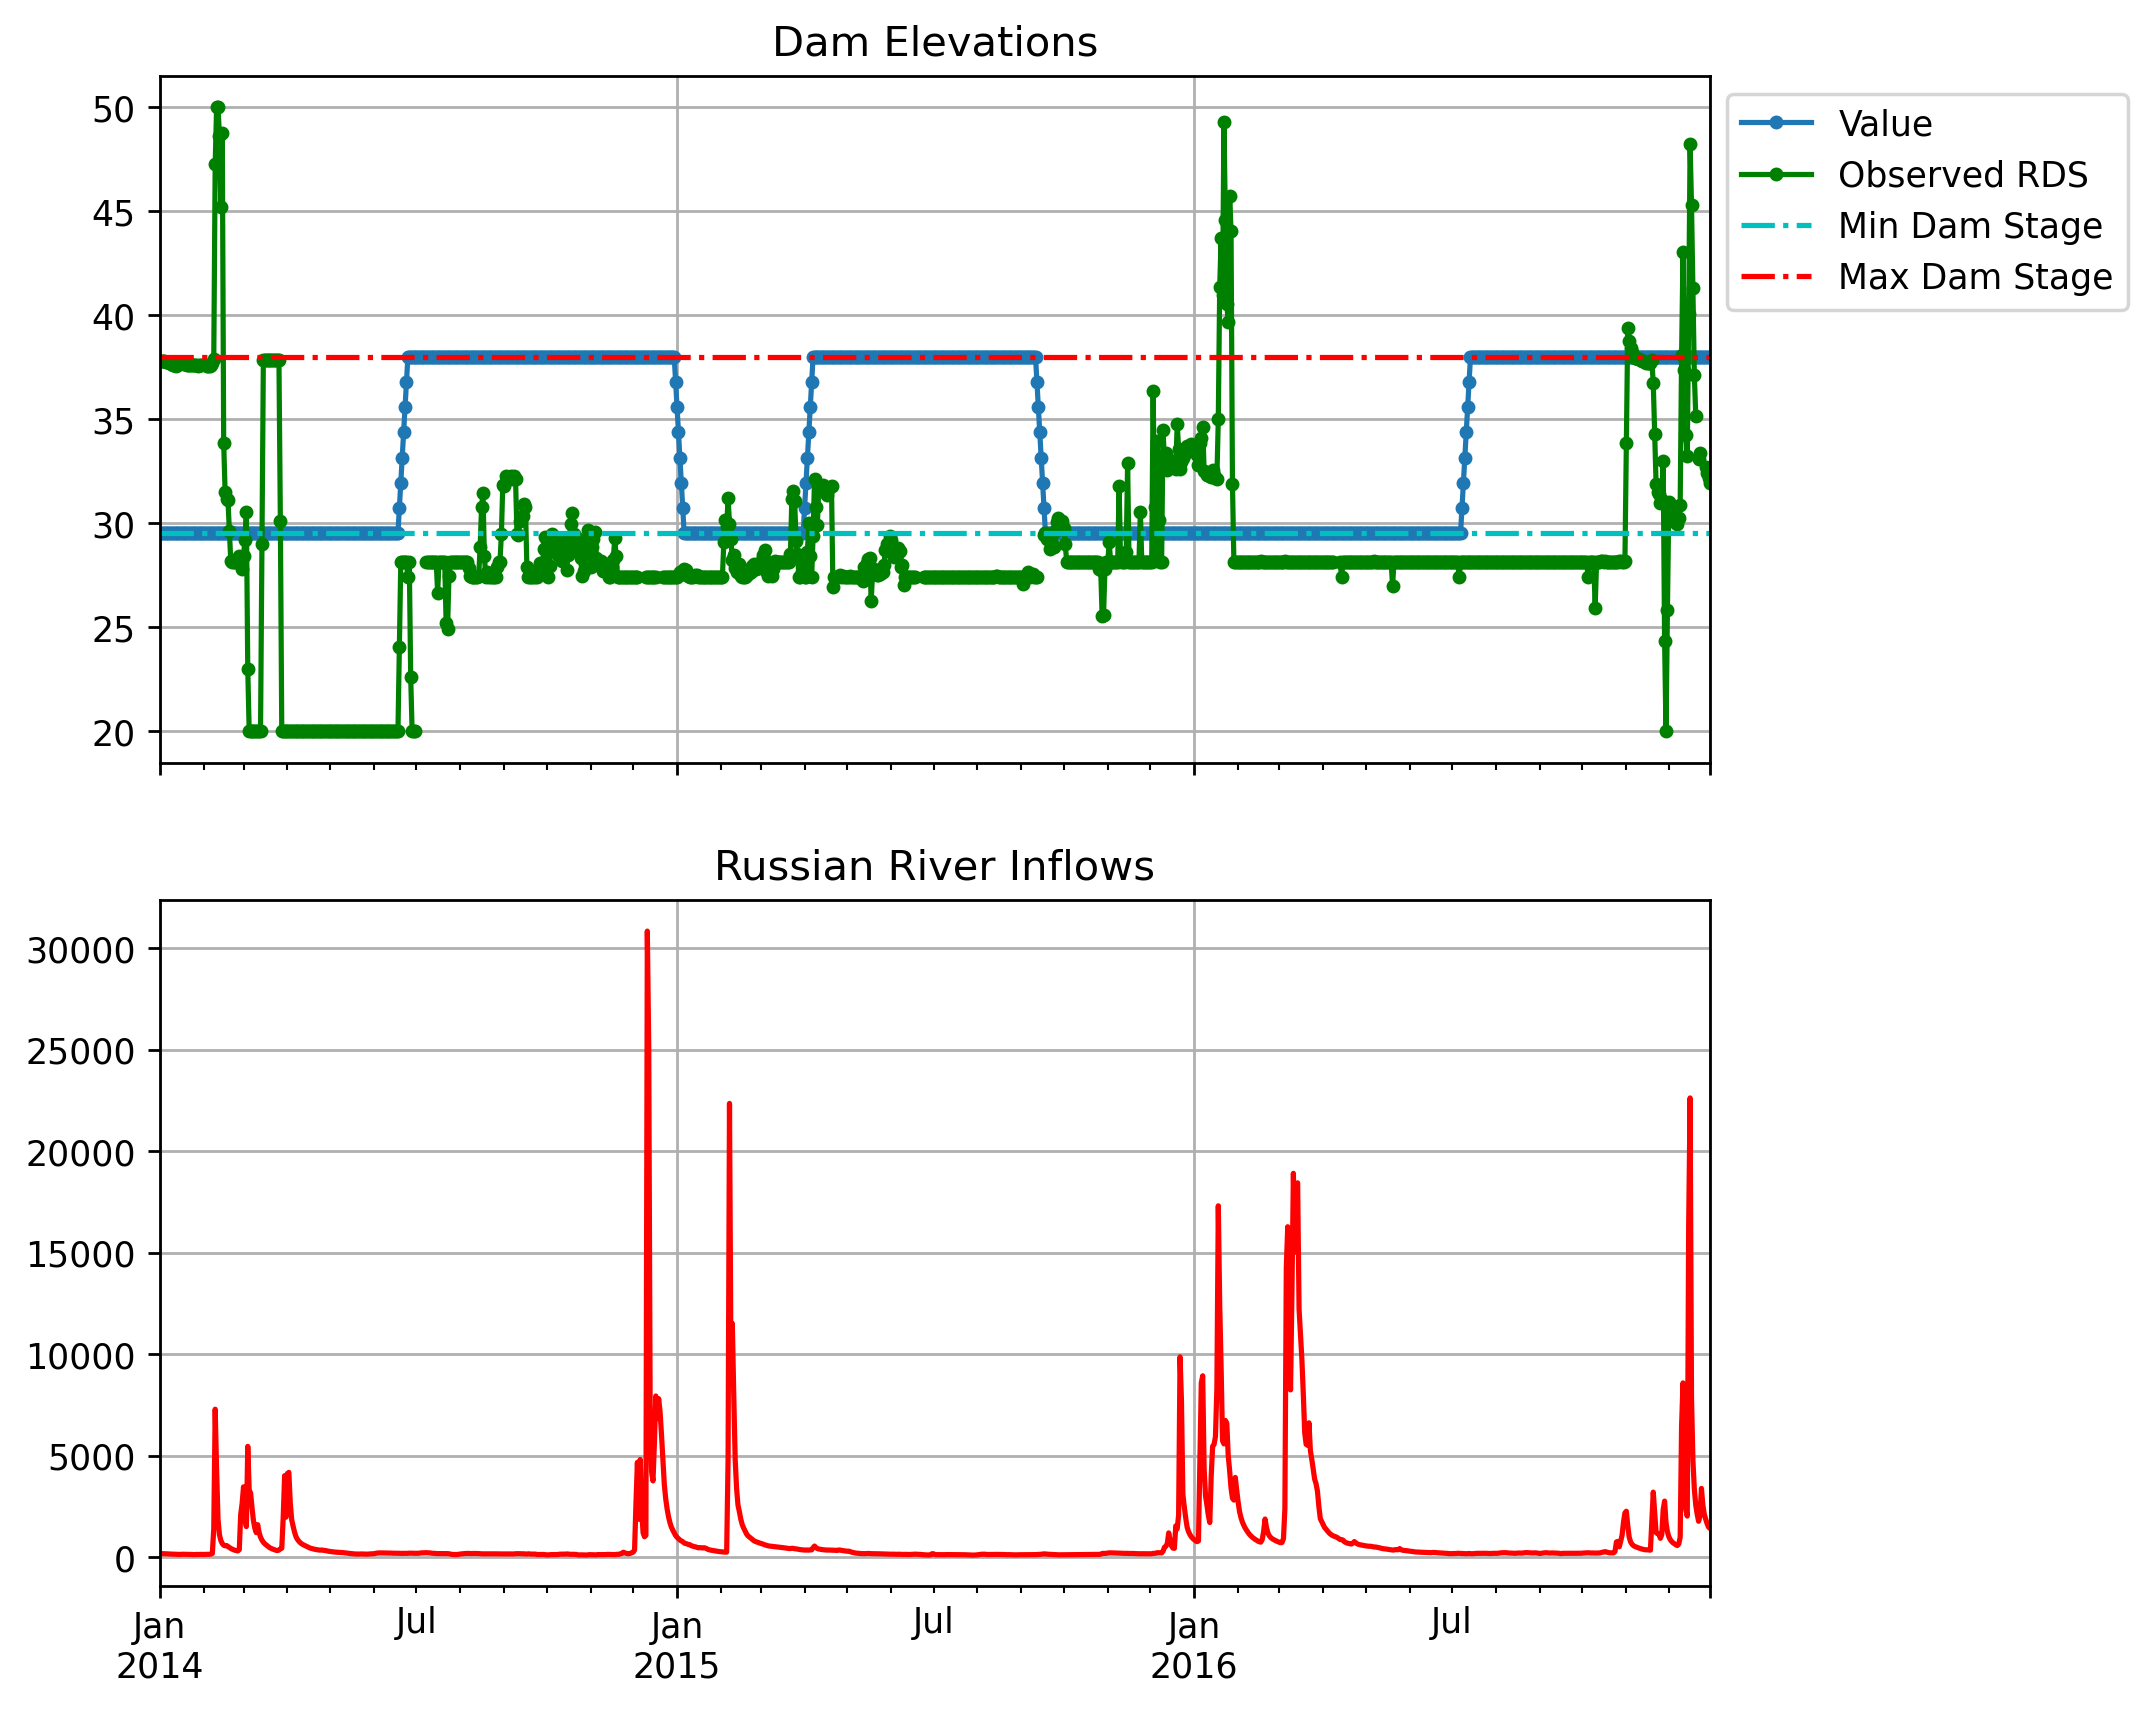 Dam Elevations
50
45
40
35
30
25
20
Value
Observed RDS
Min Dam Stage
Max Dam Stage
Russian River Inflows
30000
25000
20000
15000
10000
5000
0
Jan
2014
Jul
Jan
2015
Jul
Jan
2016
Jul